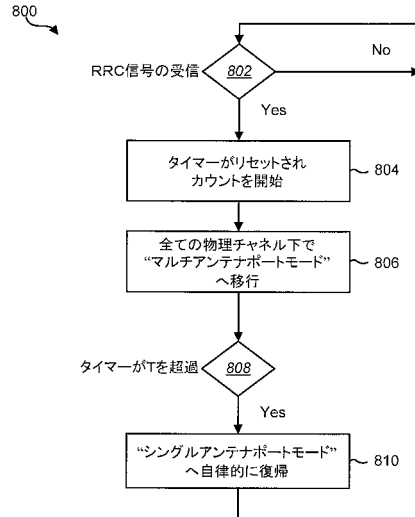 800
RRC信号の受信
802
No
Yes
タイマーがリセットされ
カウントを開始
804
全ての物理チャネル下で
“マルチアンテナポートモード”
へ移行
806
タイマーがTを超過
808
Yes
“シングルアンテナポートモード”
へ自律的に復帰
810